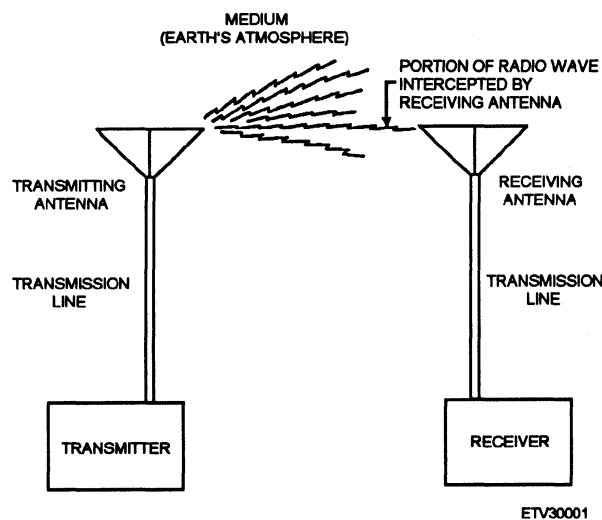 MEDIUM
(EARTH'S ATMOSPHERE)
PORTION OF RADIO WAVE
INTERCEPTED BY
RECEIVING ANTENNA
TRANSMITTING
ANTENNA
RECEIVING
ANTENNA
TRANSMISSION
LINE
TRANSMISSION
LINE
TRANSMITTER
RECEIVER
ETV30001